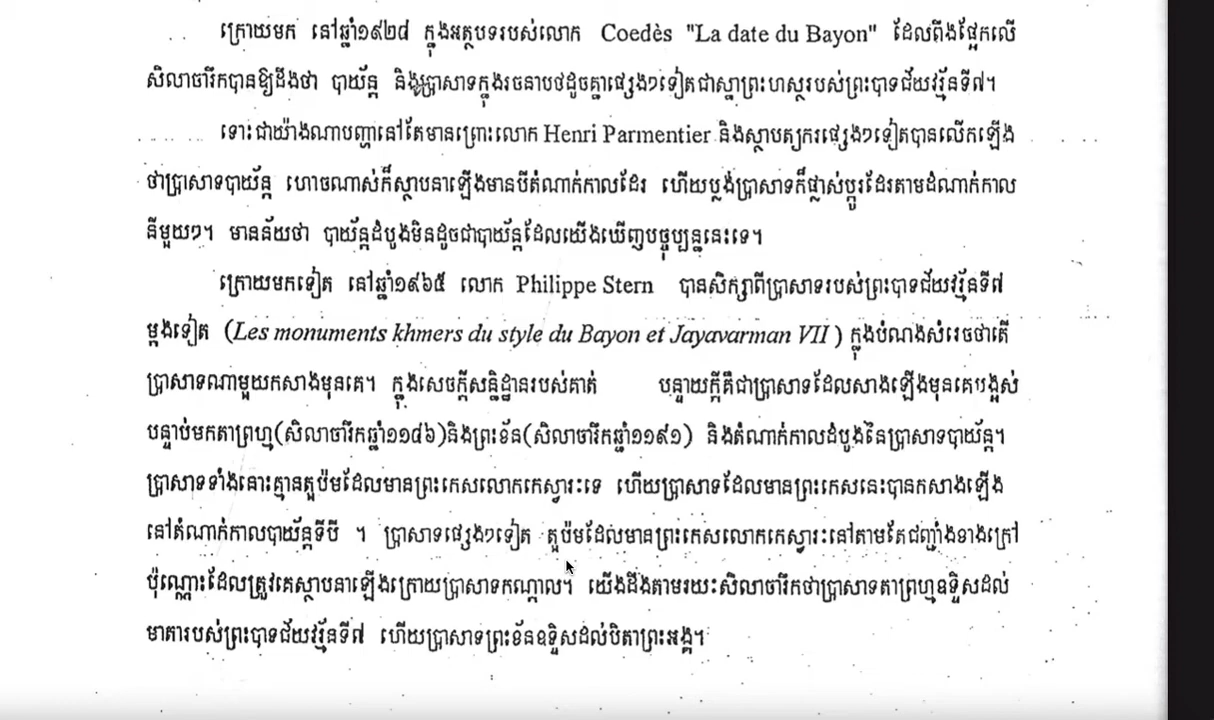 ក្រោយមក នៅឆ្នាំ១៩២៨ ក្នុងអត្ថបទរបស់លោក Coedès "La date du Bayon" ដែលពឹងផ្អែកលើ
សិលាចារឹកបានឱ្យដឹងថា បាយ័ន្ត និងប្រាសាទក្នុងរចនាបថដូចគ្នាផ្សេងៗទៀតជាស្នាព្រះហស្ថរបស់ព្រះបាទជ័យវរ្ម័នទី៧។
ទោះជាយ៉ាងណាបញ្ហានៅតែមានព្រោះលោក Henri Parmentier និងស្ថាបត្យករផ្សេងៗទៀតបានលើកឡើង
ថាប្រាសាទបាយ័ន្ត ហោចណាស់ក៏ស្ថាបនាឡើងមានបីតំណាក់កាលដែរ ហើយប្លង់ប្រាសាទក៏ផ្លាស់ប្តូរដែរតាមដំណាក់កាល
នីមួយៗ។ មានន័យថា បាយ័ន្តដំបូងមិនដូចជាបាយ័ន្តដែលយើងឃើញបច្ចុប្បន្ននេះទេ។
ក្រោយមកទៀត នៅឆ្នាំ១៩៦៥ លោក Philippe Stern បានសិក្សាពីប្រាសាទរបស់ព្រះបាទជ័យវរ្ម័នទី៧
ម្តងទៀត (Les monuments khmers du style du Bayon et Jayavarman VII ) ក្នុងបំណងសំរេចថាតើ
ប្រាសាទណាមួយកសាងមុនគេ។ ក្នុងសេចក្តីសន្និដ្ឋានរបស់គាត់ បន្ទាយក្តីគឺជាប្រាសាទដែលសាងឡើងមុនគេបង្អស់
បន្ទាប់មកតាព្រហ្ម(សិលាចារឹកឆ្នាំ១១៨៦)និងព្រះខ័ន(សិលាចារឹកឆ្នាំ១១៩១) និងតំណាក់កាលដំបូងនៃប្រាសាទបាយ័ន្ត។
ប្រាសាទទាំងនោះគ្មានតួប៉មដែលមានព្រះកេសលោកកេស្វារៈទេ ហើយប្រាសាទដែលមានព្រះកេសនេះបានកសាងឡើង
នៅតំណាក់កាលបាយ័ន្តទីបី ។ ប្រាសាទផ្សេងៗទៀត តួប៉មដែលមានព្រះកេសលោកកេស្វារៈនៅតាមតែជញ្ជាំងខាងក្រៅ
ប៉ុណ្ណោះដែលត្រូវគេស្ថាបនាឡើងក្រោយប្រាសាទកណ្តាល។ យើងដឹងតាមរយៈសិលាចារឹកថាប្រាសាទតាព្រហ្មឧទ្ទិសដល់
មាតារបស់ព្រះបាទជ័យវរ្ម័នទី៧ ហើយប្រាសាទព្រះខ័នឧទ្ទិសដល់បិតាព្រះអង្គ។